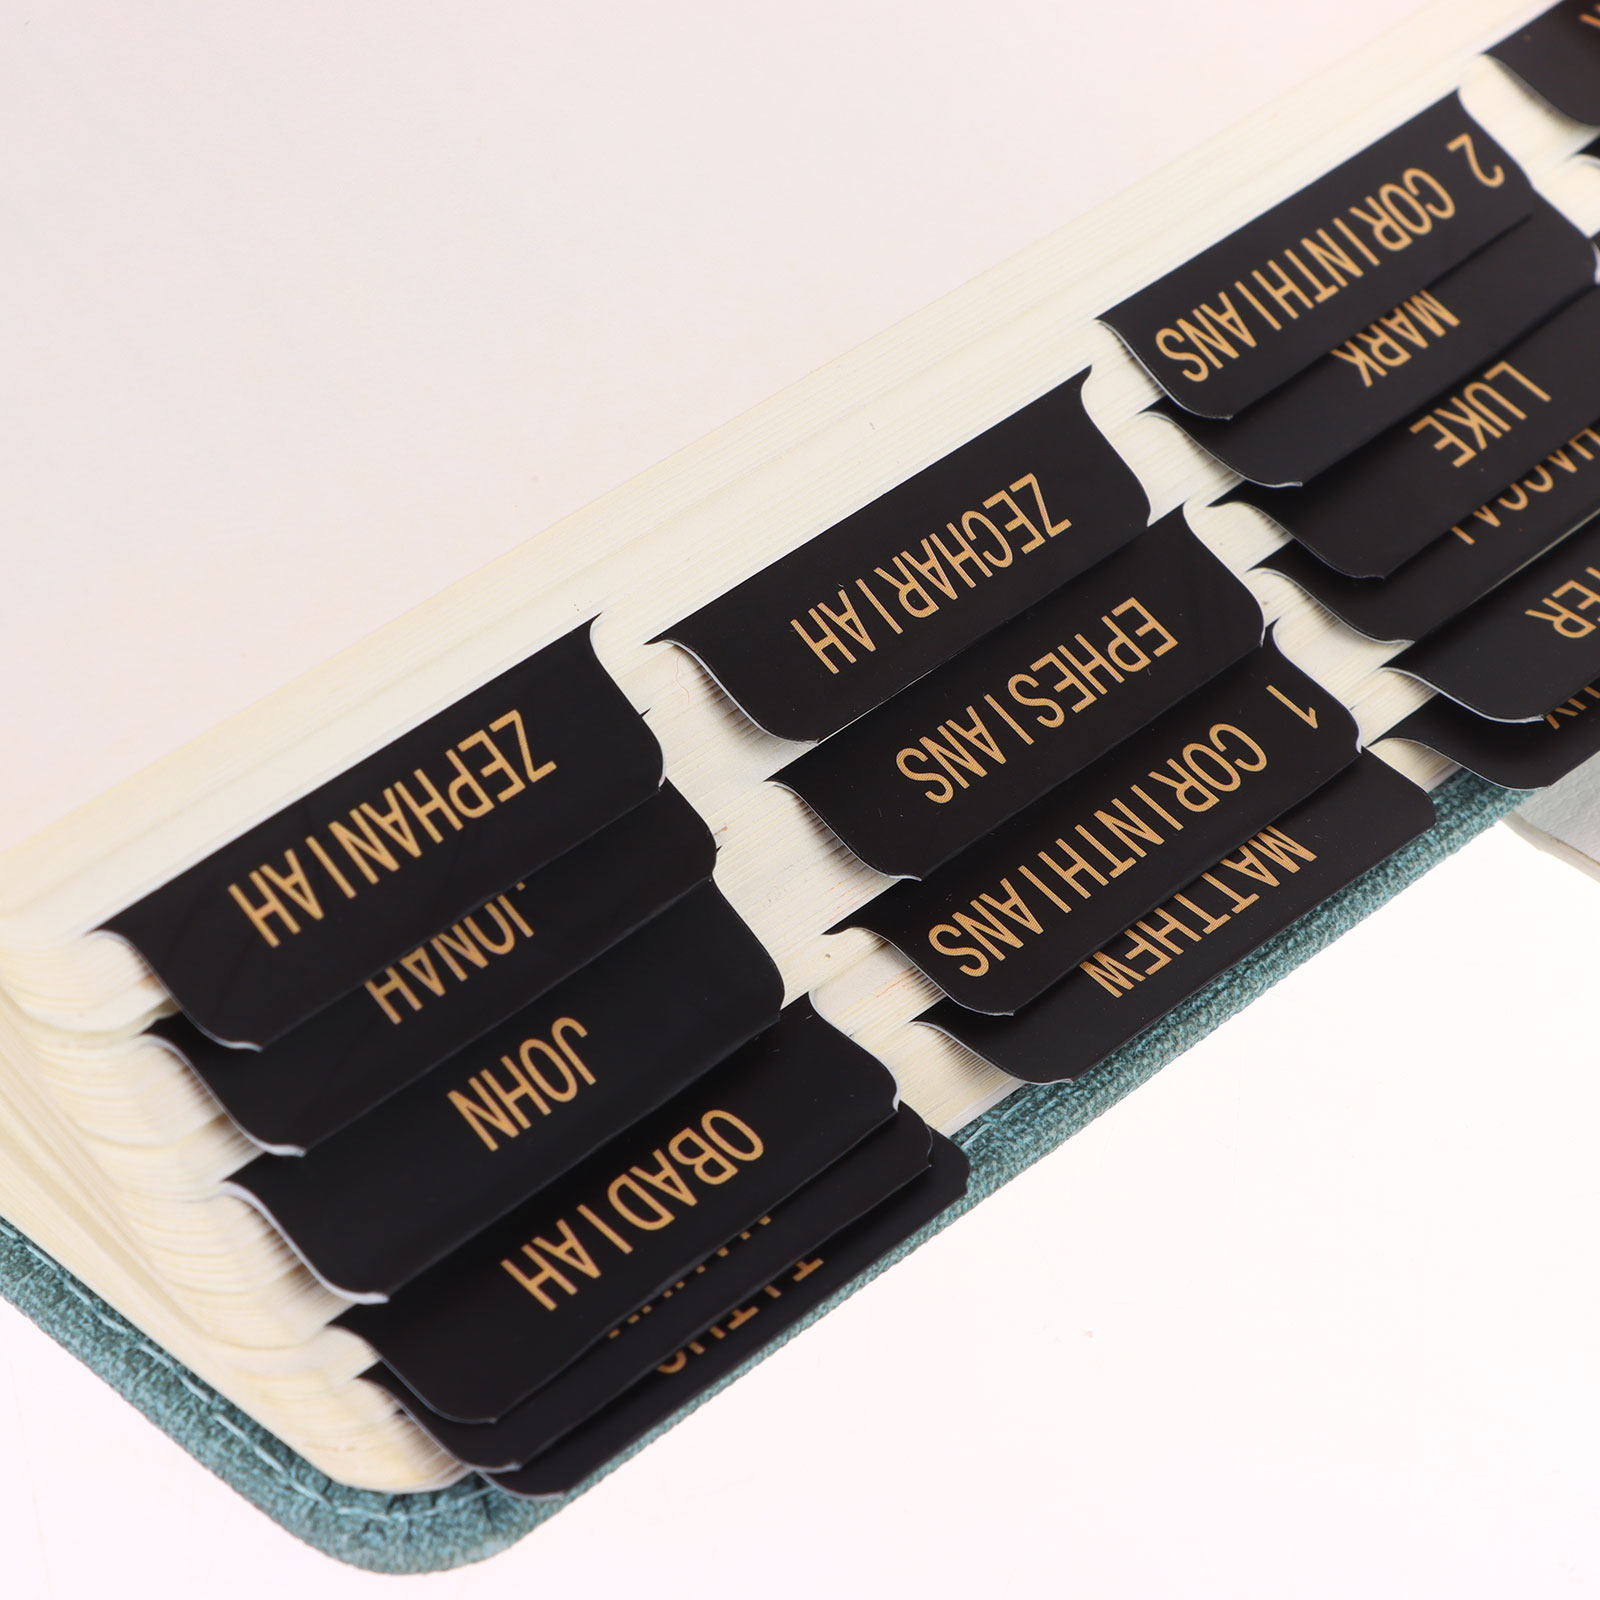 ZEPHANIAH
JONAH
JOHN
OBADIAH
ZECHARIAH
EPHESIANS
1 CORINTHIANS
MATTHEW
2 CORINTHIANS
MARK
LUKE